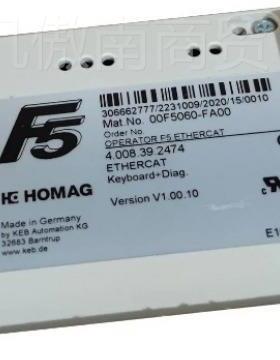 306662777/2231009/2020/15/0010
Mat.No. 00F5060-FA00
Order No.
OPERATOR F5 ETHERCAT
4.008.39.2474
ETHERCAT
Keyboard+Diag.
Version V1.00.10
F5
HOMAG
Made in Germany
by KEB Automation KG
32683 Barntrup
www.keb.de
E1